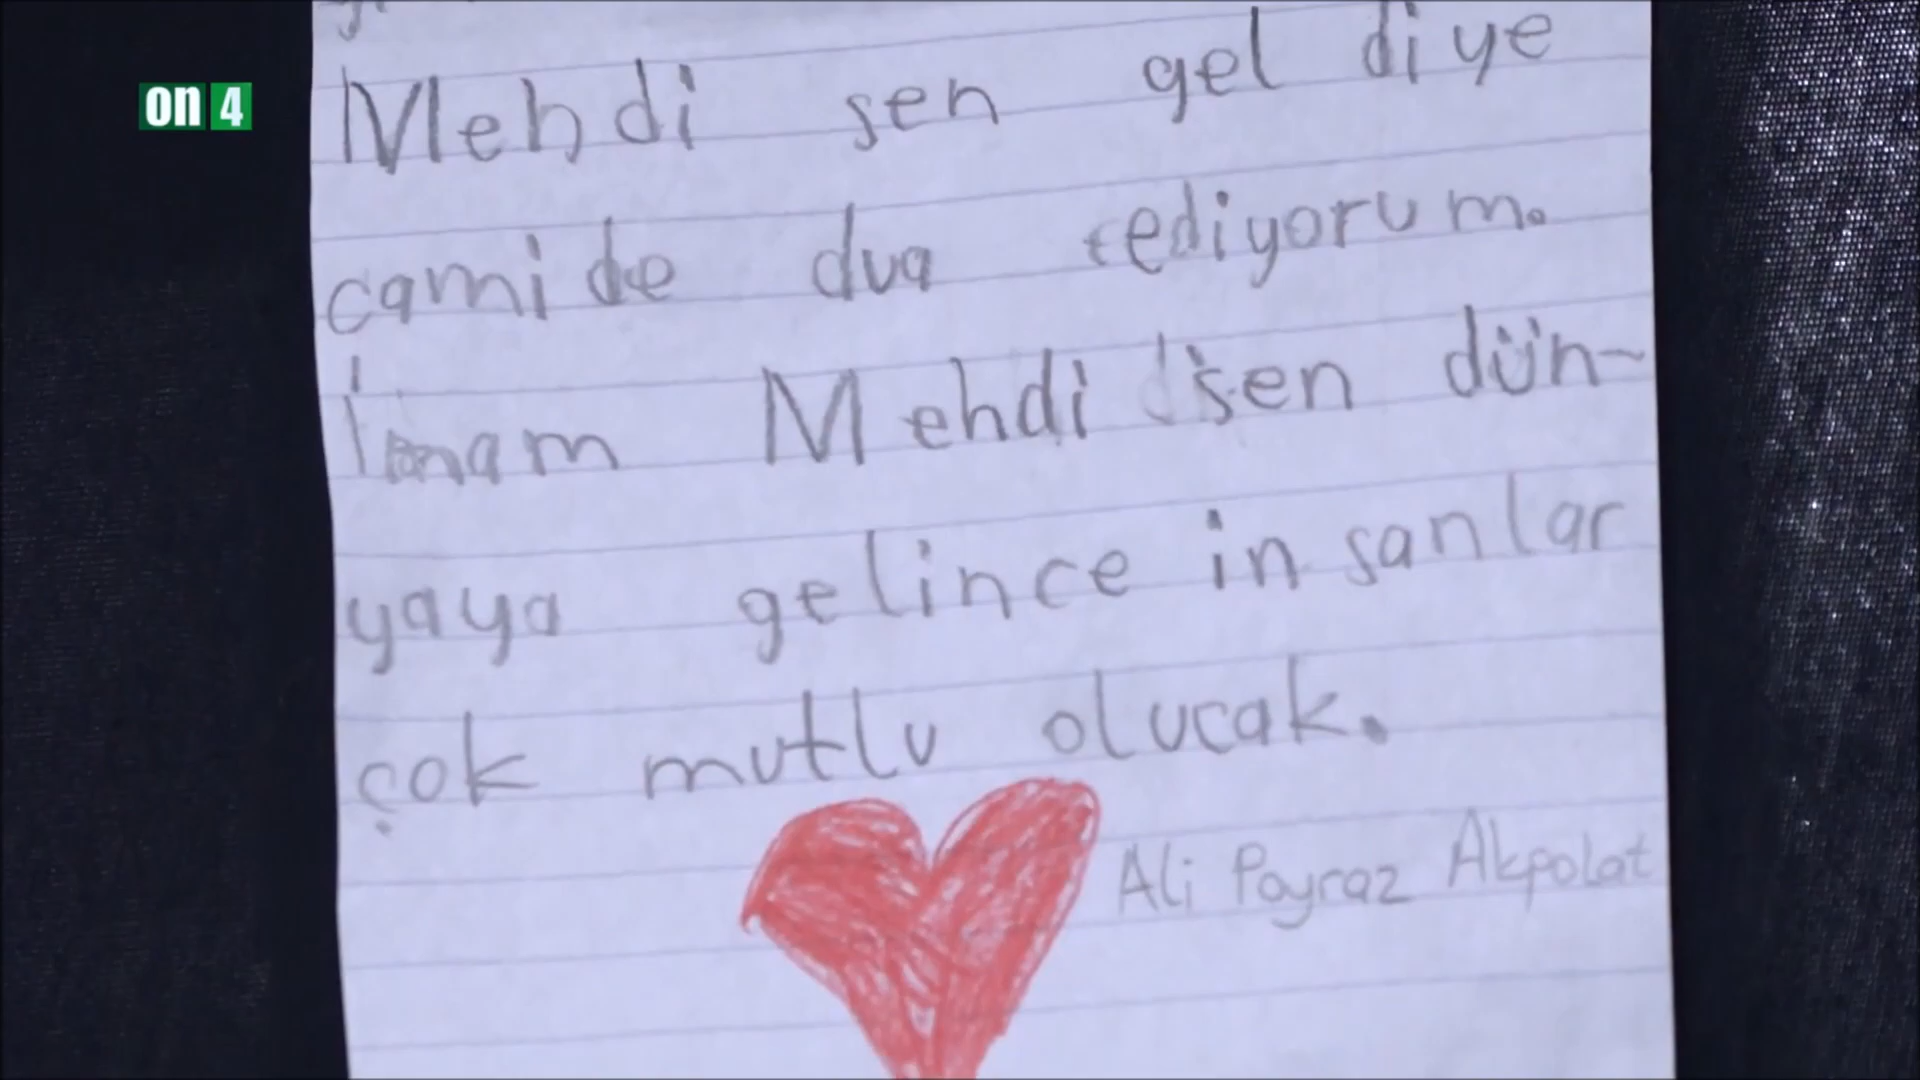 on 4
Mehdi sen gel diye
camide dua ediyorum.
İmam Mehdi sen dün-
yaya gelince insanlar
çok mutlu olucak.
Ali Poyraz Akpolat